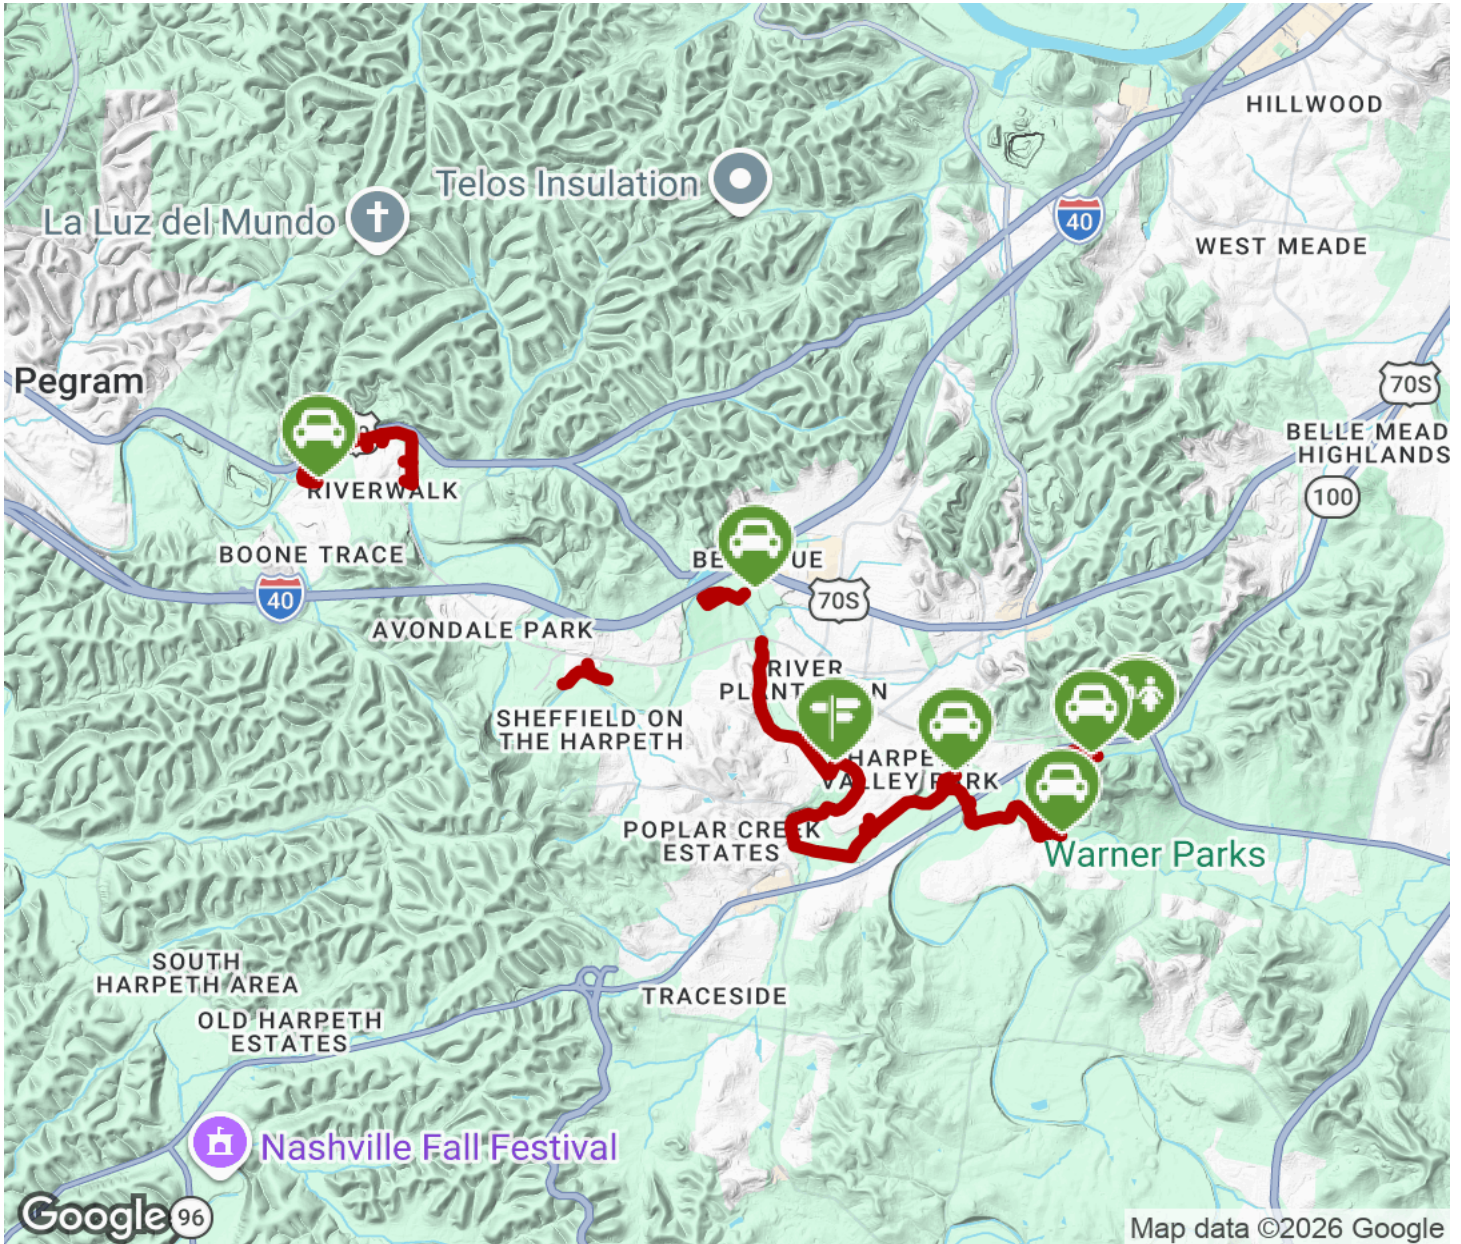 HILLWOOD
Telos Insulation
La Luz del Mundo
40
WEST MEADE
Pegram
70S
BELLE MEAD
HIGHLANDS
100
RIVERWALK
BOONE TRACE
40
70S
AVONDALE PARK
RIVER
SHEFFIELD ON
THE HARPETH
VALLEY PARK
POPLAR CREEK
ESTATES
Warner Parks
SOUTH
HARPETH AREA
TRACESIDE
OLD HARPETH
ESTATES
Nashville Fall Festival
Google
96
Map data ©2026 Google